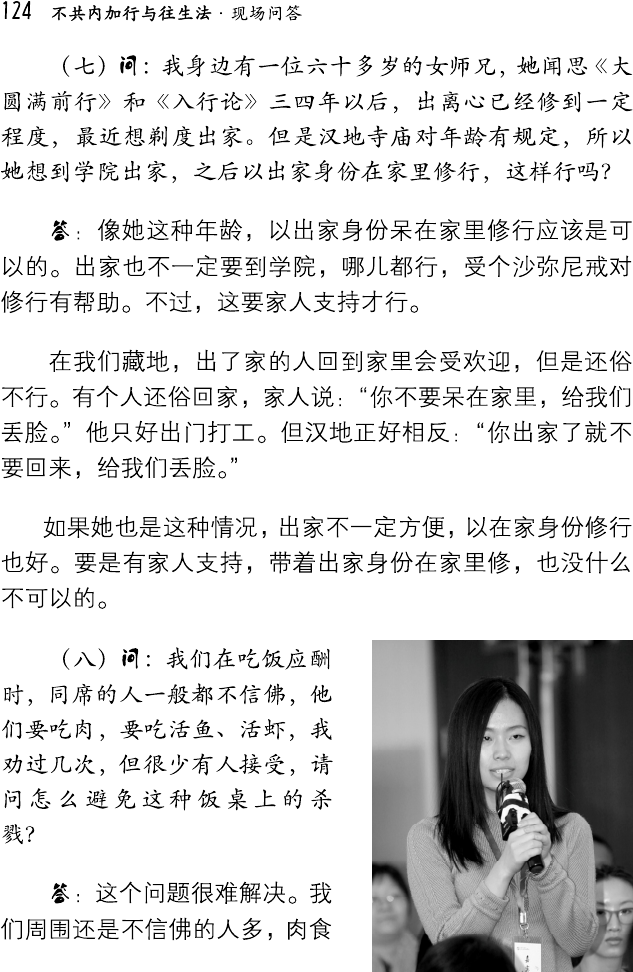 124 不共内加行与往生法·现场问答
（七）问：我身边有一位六十多岁的女师兄，她闻思《大
圆满前行》和《入行论》三四年以后，出离心已经修到一定
程度，最近想剃度出家。但是汉地寺庙对年龄有规定，所以
她想到学院出家，之后以出家身份在家里修行，这样行吗？
答：像她这种年龄，以出家身份呆在家里修行应该是可
以的。出家也不一定要到学院，哪儿都行，受个沙弥尼戒对
修行有帮助。不过，这要家人支持才行。
在我们藏地，出了家的人回到家里会受欢迎，但是还俗
不行。有个人还俗回家，家人说：“你不要呆在家里，给我们
丢脸。”他只好出门打工。但汉地正好相反：“你出家了就不
要回来，给我们丢脸。”
如果她也是这种情况，出家不一定方便，以在家身份修行
也好。要是有家人支持，带着出家身份在家里修，也没什么
不可以的。
（八）问：我们在吃饭应酬
时，同席的人一般都不信佛，他
们要吃肉，要吃活鱼、活虾，我
劝过几次，但很少有人接受，请
问怎么避免这种饭桌上的杀
戮？
答：这个问题很难解决。我
们周围还是不信佛的人多，肉食